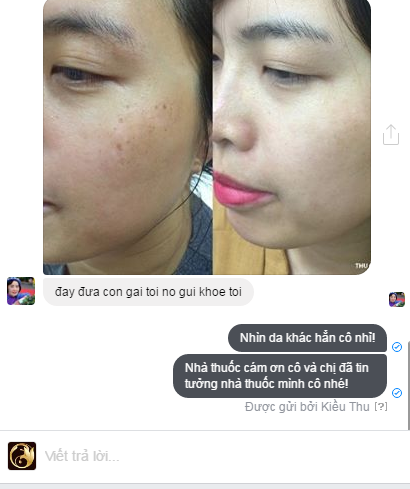 THU
đay đưa con gai toi no gui khoe toi
Nhìn da khác hẳn cô nhỉ!
Nhà thuốc cám ơn cô và chị đã tin
tưởng nhà thuốc mình cô nhé!
Được gửi bởi Kiều Thu [?]
Viết trả lời...